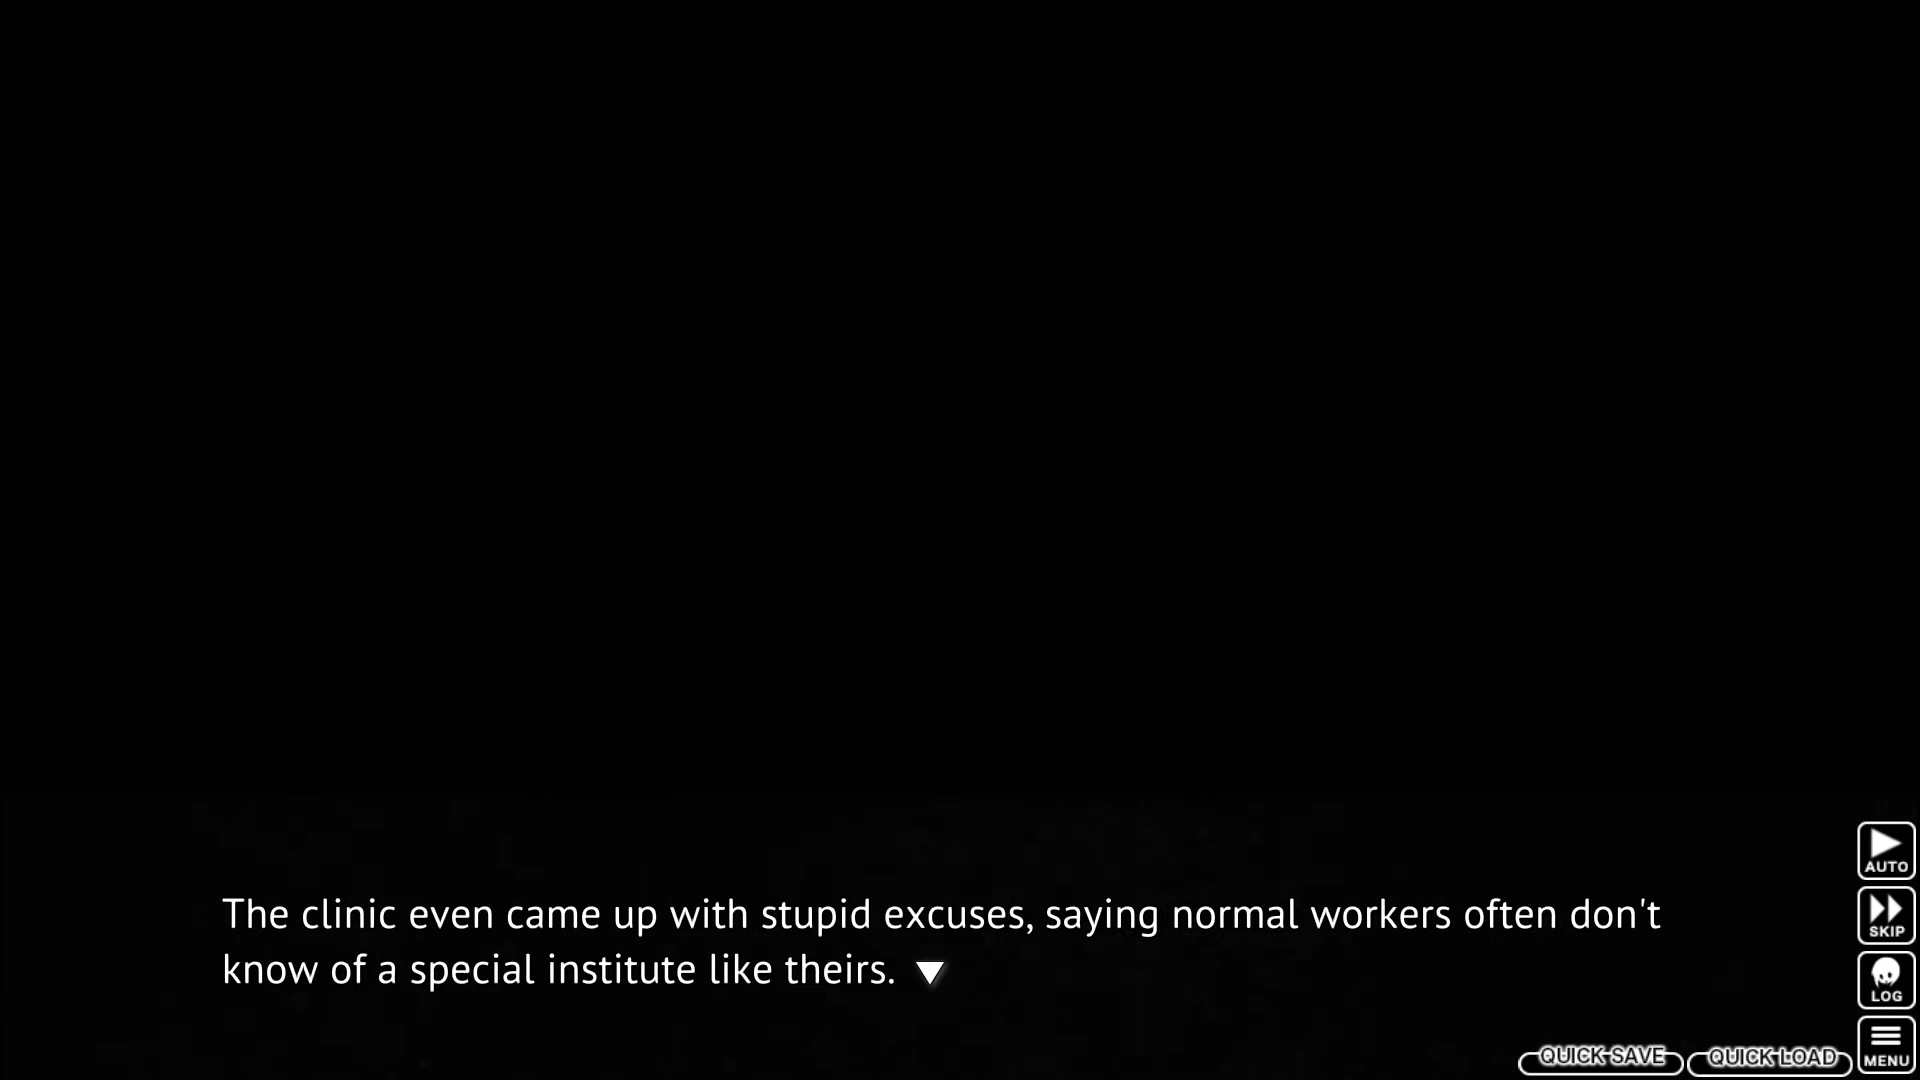 The clinic even came up with stupid excuses, saying normal workers often don't
know of a special institute like theirs.
AUTO
SKIP
LOG
MENU
QUICK SAVE
QUICK LOAD